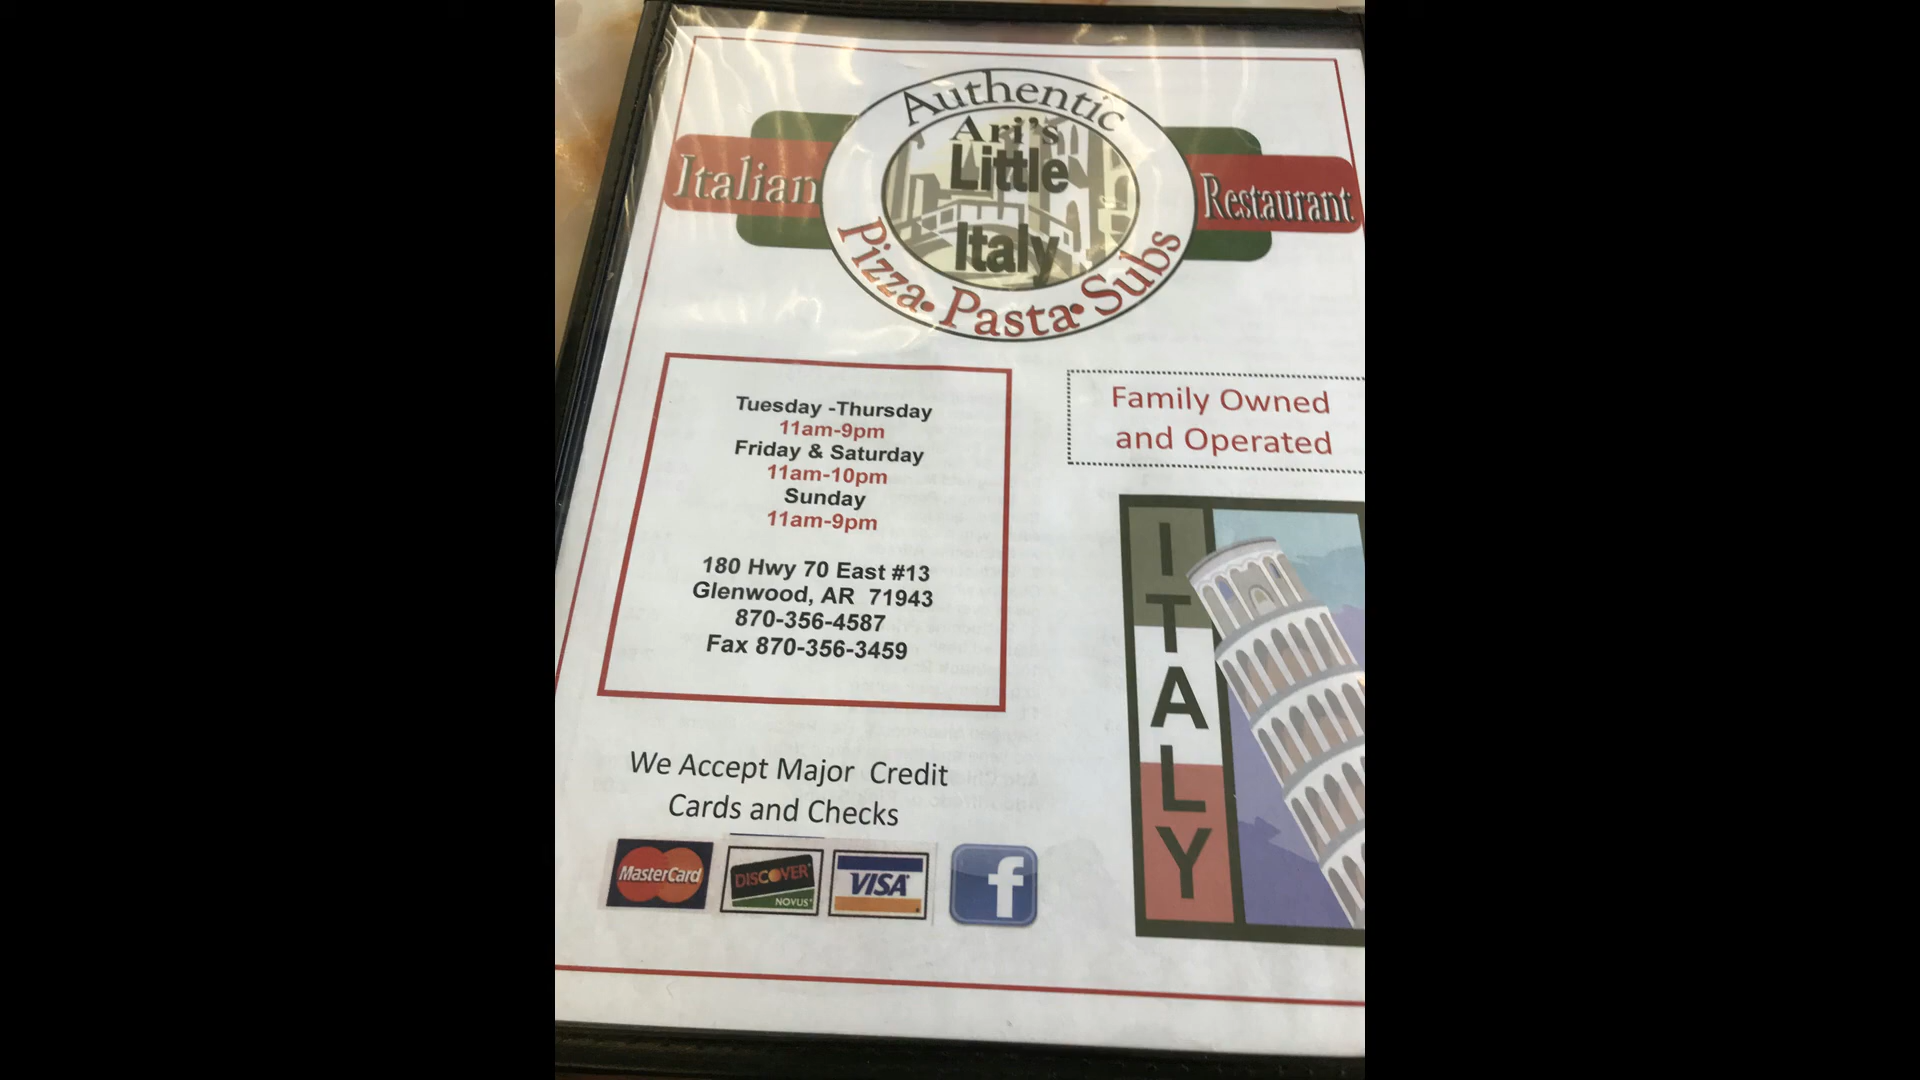 Authentic
Ari's
Little
Italy
Italian
Restaurant
Pizza • Pasta • Subs
Tuesday -Thursday
11am-9pm
Friday & Saturday
11am-10pm
Sunday
11am-9pm
180 Hwy 70 East #13
Glenwood, AR 71943
870-356-4587
Fax 870-356-3459
Family Owned
and Operated
ITALY
We Accept Major Credit
Cards and Checks
MasterCard
DISCOVER
NOVUS
VISA
f